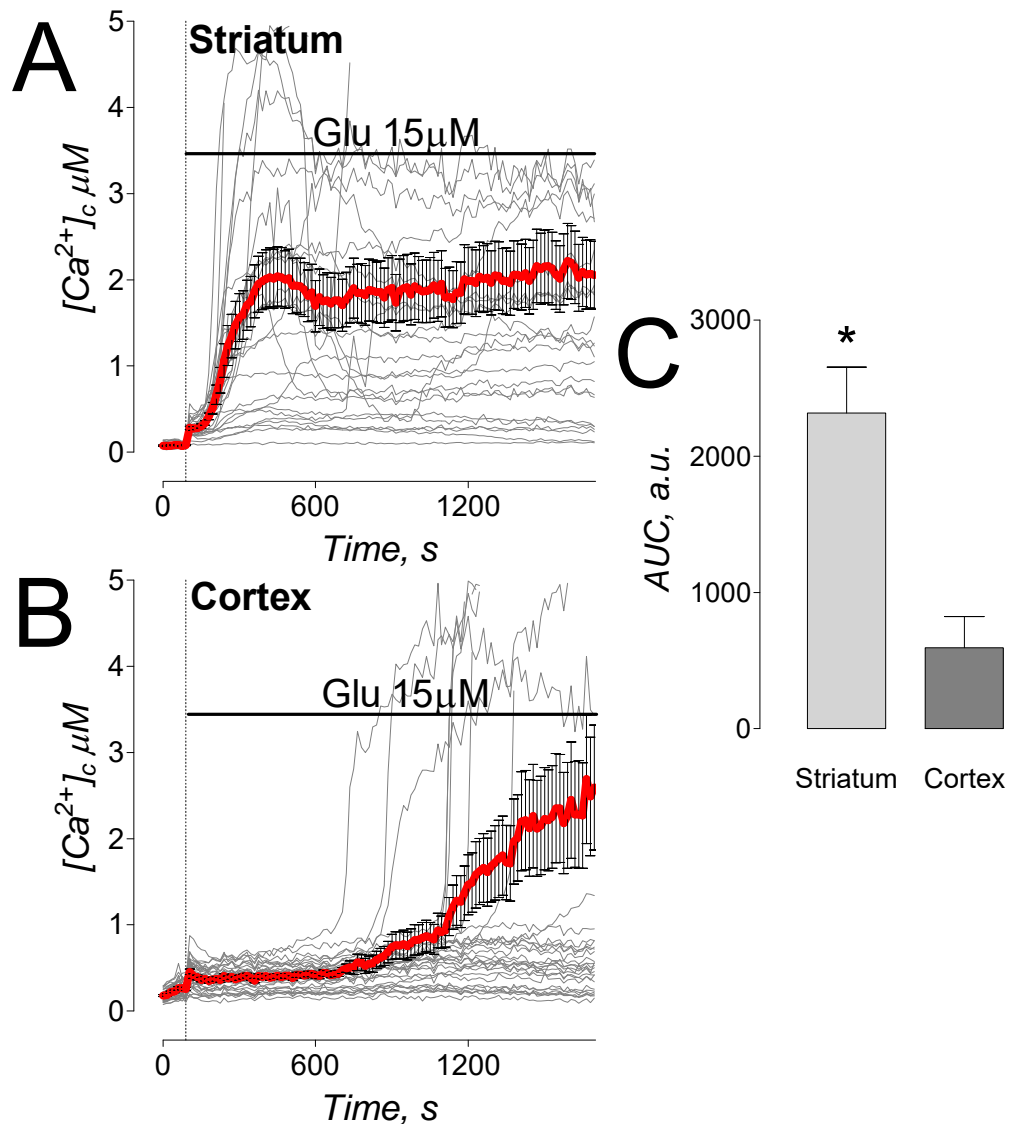 A
Striatum
Glu 15μM
[Ca²⁺]c μM
5
4
3
2
1
0
0
600
1200
Time, s
B
Cortex
Glu 15μM
[Ca²⁺]c μM
5
4
3
2
1
0
0
600
1200
Time, s
C
*
AUC, a.u.
3000
2000
1000
0
Striatum
Cortex